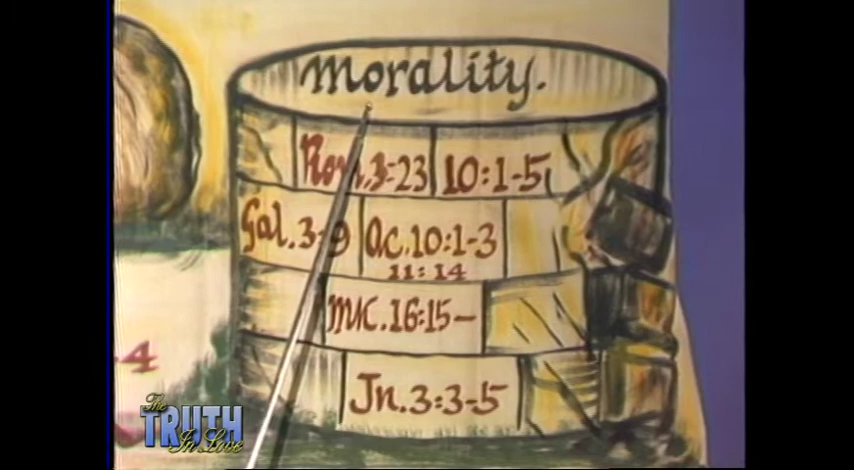 Morality.
Rom.3-23 10:1-5
Gal.3-9 Ac.10:1-3
11:14
MK.16:15-
Jn.3:3-5
-4
The
TRUTH
In Love